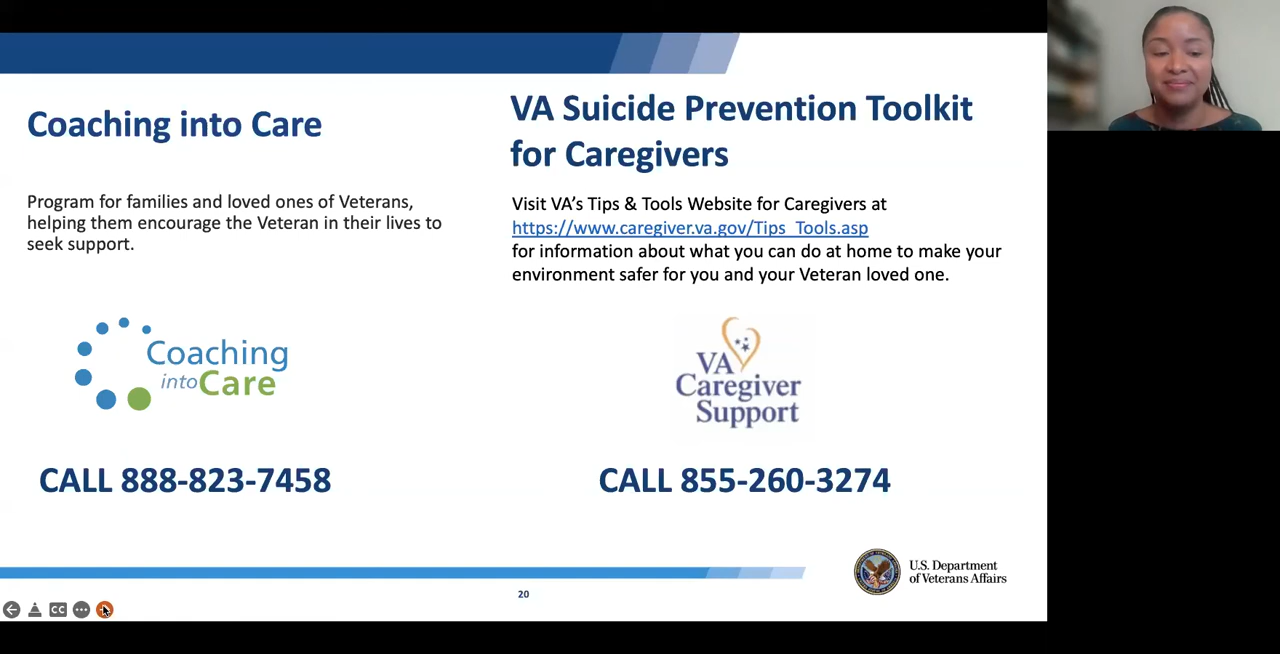 Coaching into Care
Program for families and loved ones of Veterans,
helping them encourage the Veteran in their lives to
seek support.
Coaching
into Care
CALL 888-823-7458
VA Suicide Prevention Toolkit
for Caregivers
Visit VA’s Tips & Tools Website for Caregivers at
https://www.caregiver.va.gov/Tips_Tools.asp
for information about what you can do at home to make your
environment safer for you and your Veteran loved one.
VA
Caregiver
Support
CALL 855-260-3274
U.S. Department
of Veterans Affairs
20
CC